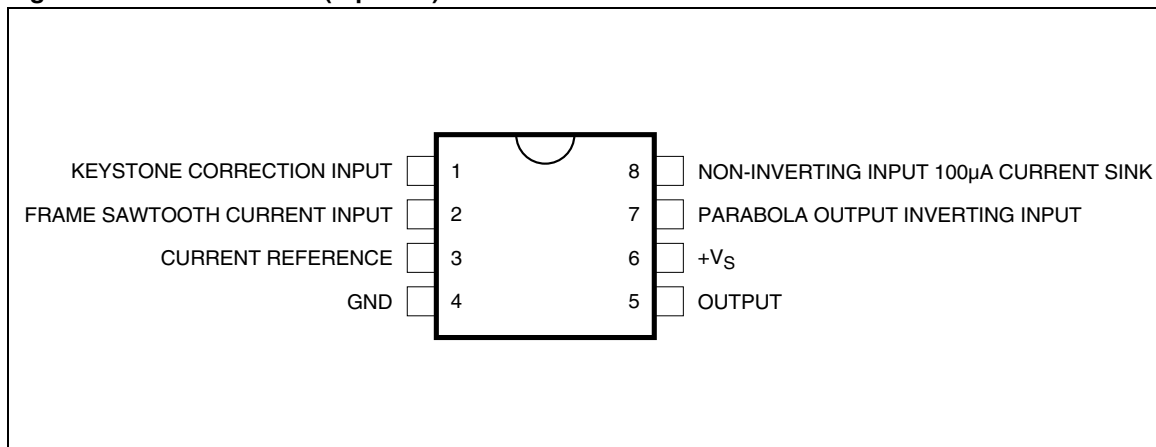 KEYSTONE CORRECTION INPUT 1 8 NON-INVERTING INPUT 100µA CURRENT SINK
FRAME SAWTOOTH CURRENT INPUT 2 7 PARABOLA OUTPUT INVERTING INPUT
CURRENT REFERENCE 3 6 +VS
GND 4 5 OUTPUT